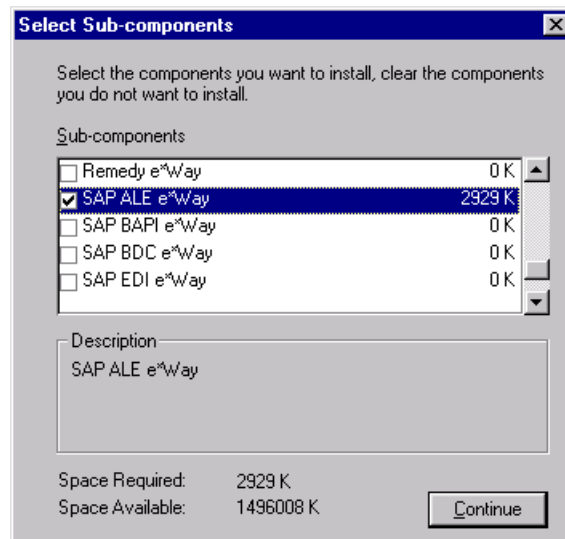 Select Sub-components
Select the components you want to install, clear the components
you do not want to install.
Sub-components
Remedy e*Way 0 K
SAP ALE e*Way 2929 K
SAP BAPI e*Way 0 K
SAP BDC e*Way 0 K
SAP EDI e*Way 0 K
Description
SAP ALE e*Way
Space Required: 2929 K
Space Available: 1496008 K
Continue